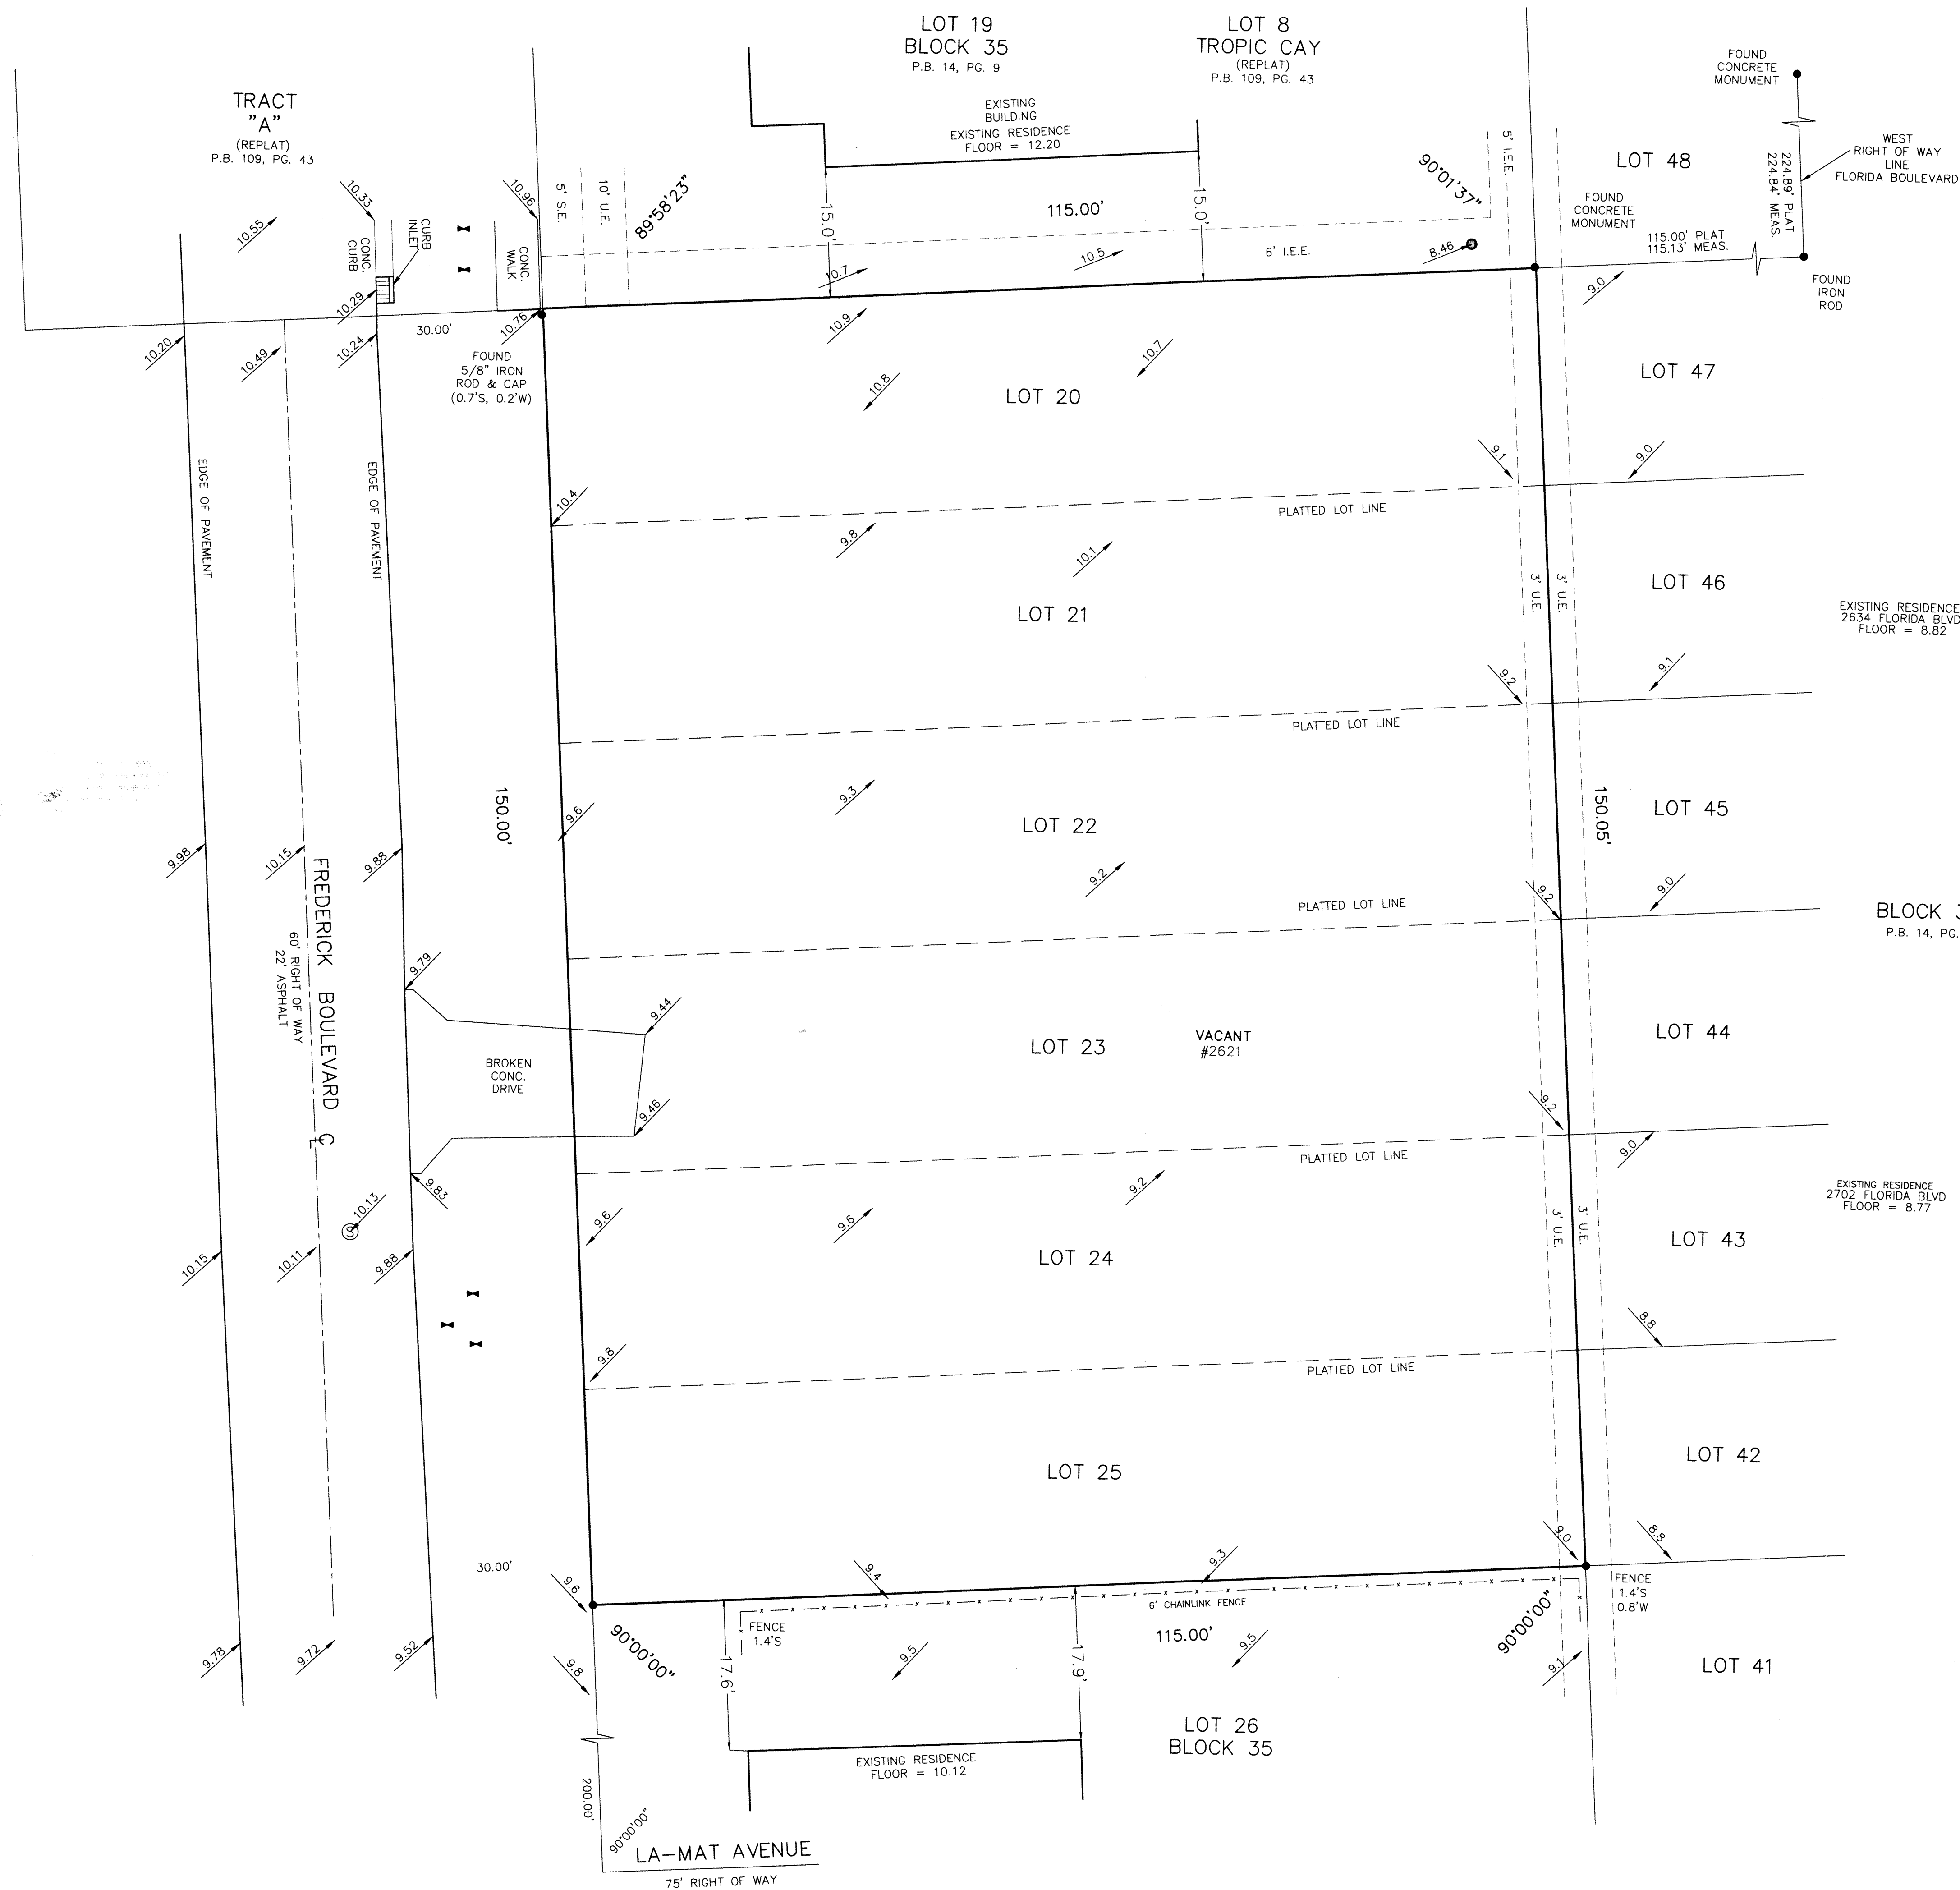 LOT 19
BLOCK 35
P.B. 14, PG. 9
LOT 8
TROPIC CAY
(REPLAT)
P.B. 109, PG. 43
FOUND
CONCRETE
MONUMENT
TRACT
"A"
(REPLAT)
P.B. 109, PG. 43
EXISTING
BUILDING
EXISTING RESIDENCE
FLOOR = 12.20
WEST
RIGHT OF WAY
LINE
FLORIDA BOULEVARD
224.89' PLAT
224.84' MEAS.
LOT 48
5' I.E.E.
90°01'37"
10.33
10.96
5' S.E.
10' U.E.
89°58'23"
15.0'
115.00'
15.0'
FOUND
CONCRETE
MONUMENT
115.00' PLAT
115.13' MEAS.
10.55
CONC.
CURB
CURB
INLET
CONC.
WALK
10.7
10.5
6' I.E.E.
8.46
9.0
FOUND
IRON
ROD
10.29
30.00'
10.76
10.9
10.20
10.49
10.24
FOUND
5/8" IRON
ROD & CAP
(0.7'S, 0.2'W)
10.8
10.7
LOT 20
LOT 47
EDGE OF PAVEMENT
EDGE OF PAVEMENT
9.1
9.0
10.4
PLATTED LOT LINE
9.8
10.1
3' U.E.
3' U.E.
LOT 46
LOT 21
EXISTING RESIDENCE
2634 FLORIDA BLVD
FLOOR = 8.82
9.2
9.1
PLATTED LOT LINE
150.00'
9.6
9.3
LOT 22
150.05'
LOT 45
9.98
10.15
9.88
9.2
9.2
9.0
PLATTED LOT LINE
BLOCK
P.B. 14, PG.
FREDERICK BOULEVARD
60' RIGHT OF WAY
22' ASPHALT
9.79
9.44
BROKEN
CONC.
DRIVE
LOT 23
VACANT
#2621
LOT 44
9.46
9.2
9.0
PLATTED LOT LINE
9.83
10.13
S
9.6
9.6
9.2
3' U.E.
3' U.E.
EXISTING RESIDENCE
2702 FLORIDA BLVD
FLOOR = 8.77
LOT 24
LOT 43
10.15
10.11
9.88
8.8
9.8
PLATTED LOT LINE
LOT 25
LOT 42
30.00'
9.6
9.4
9.3
9.0
8.8
6' CHAINLINK FENCE
FENCE
1.4'S
0.8'W
FENCE
1.4'S
90°00'00"
115.00'
90°00'00"
9.78
9.72
9.52
9.8
17.6'
9.5
17.9'
9.5
9.1
LOT 41
LOT 26
BLOCK 35
EXISTING RESIDENCE
FLOOR = 10.12
200.00'
90°00'00"
LA-MAT AVENUE
75' RIGHT OF WAY